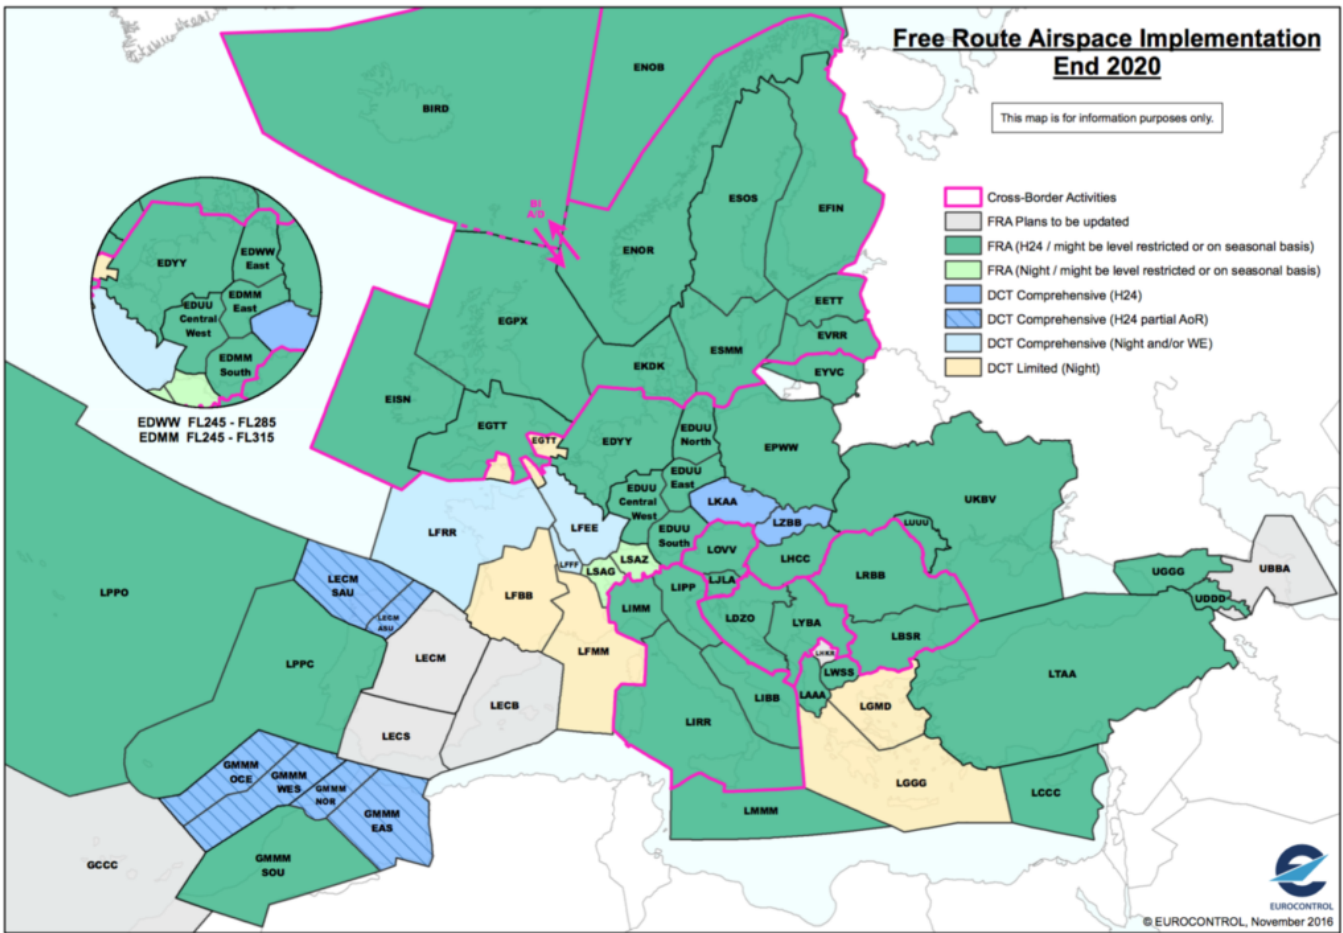 Free Route Airspace Implementation
End 2020
This map is for information purposes only.
Cross-Border Activities
FRA Plans to be updated
FRA (H24 / might be level restricted or on seasonal basis)
FRA (Night / might be level restricted or on seasonal basis)
DCT Comprehensive (H24)
DCT Comprehensive (H24 partial AoR)
DCT Comprehensive (Night and/or WE)
DCT Limited (Night)
ENOB
BIRD
BI
A/D
ESOS
EFIN
ENOR
EDYY
EDWW
East
EDMM
East
EDUU
Central
West
EDMM
South
EDWW FL245 - FL285
EDMM FL245 - FL315
EETT
EGPX
EVRR
ESMM
EKDK
EYVC
EISN
EGTT
EGTT
EDYY
EDUU
North
EPWW
EDUU
East
EDUU
Central
West
LKAA
UKBV
LFRR
LFEE
LZBB
LUUU
EDUU
South
LOVV
LHCC
LSAZ
LFFF
LSAG
LRBB
UGGG
UBBA
LPPO
LECM
SAU
LECM
ASU
LFBB
LIMM
LIPP
LJLA
UDDD
LDZO
LYBA
LBSR
LPPC
LECM
LFMM
LWSS
LTAA
LECB
LIRR
LIBB
LAAA
LGMD
LECS
GMMM
OCE
GMMM
WES
GMMM
NOR
GMMM
EAS
LGGG
LCCC
LMMM
GCCC
GMMM
SOU
EUROCONTROL
© EUROCONTROL, November 2016